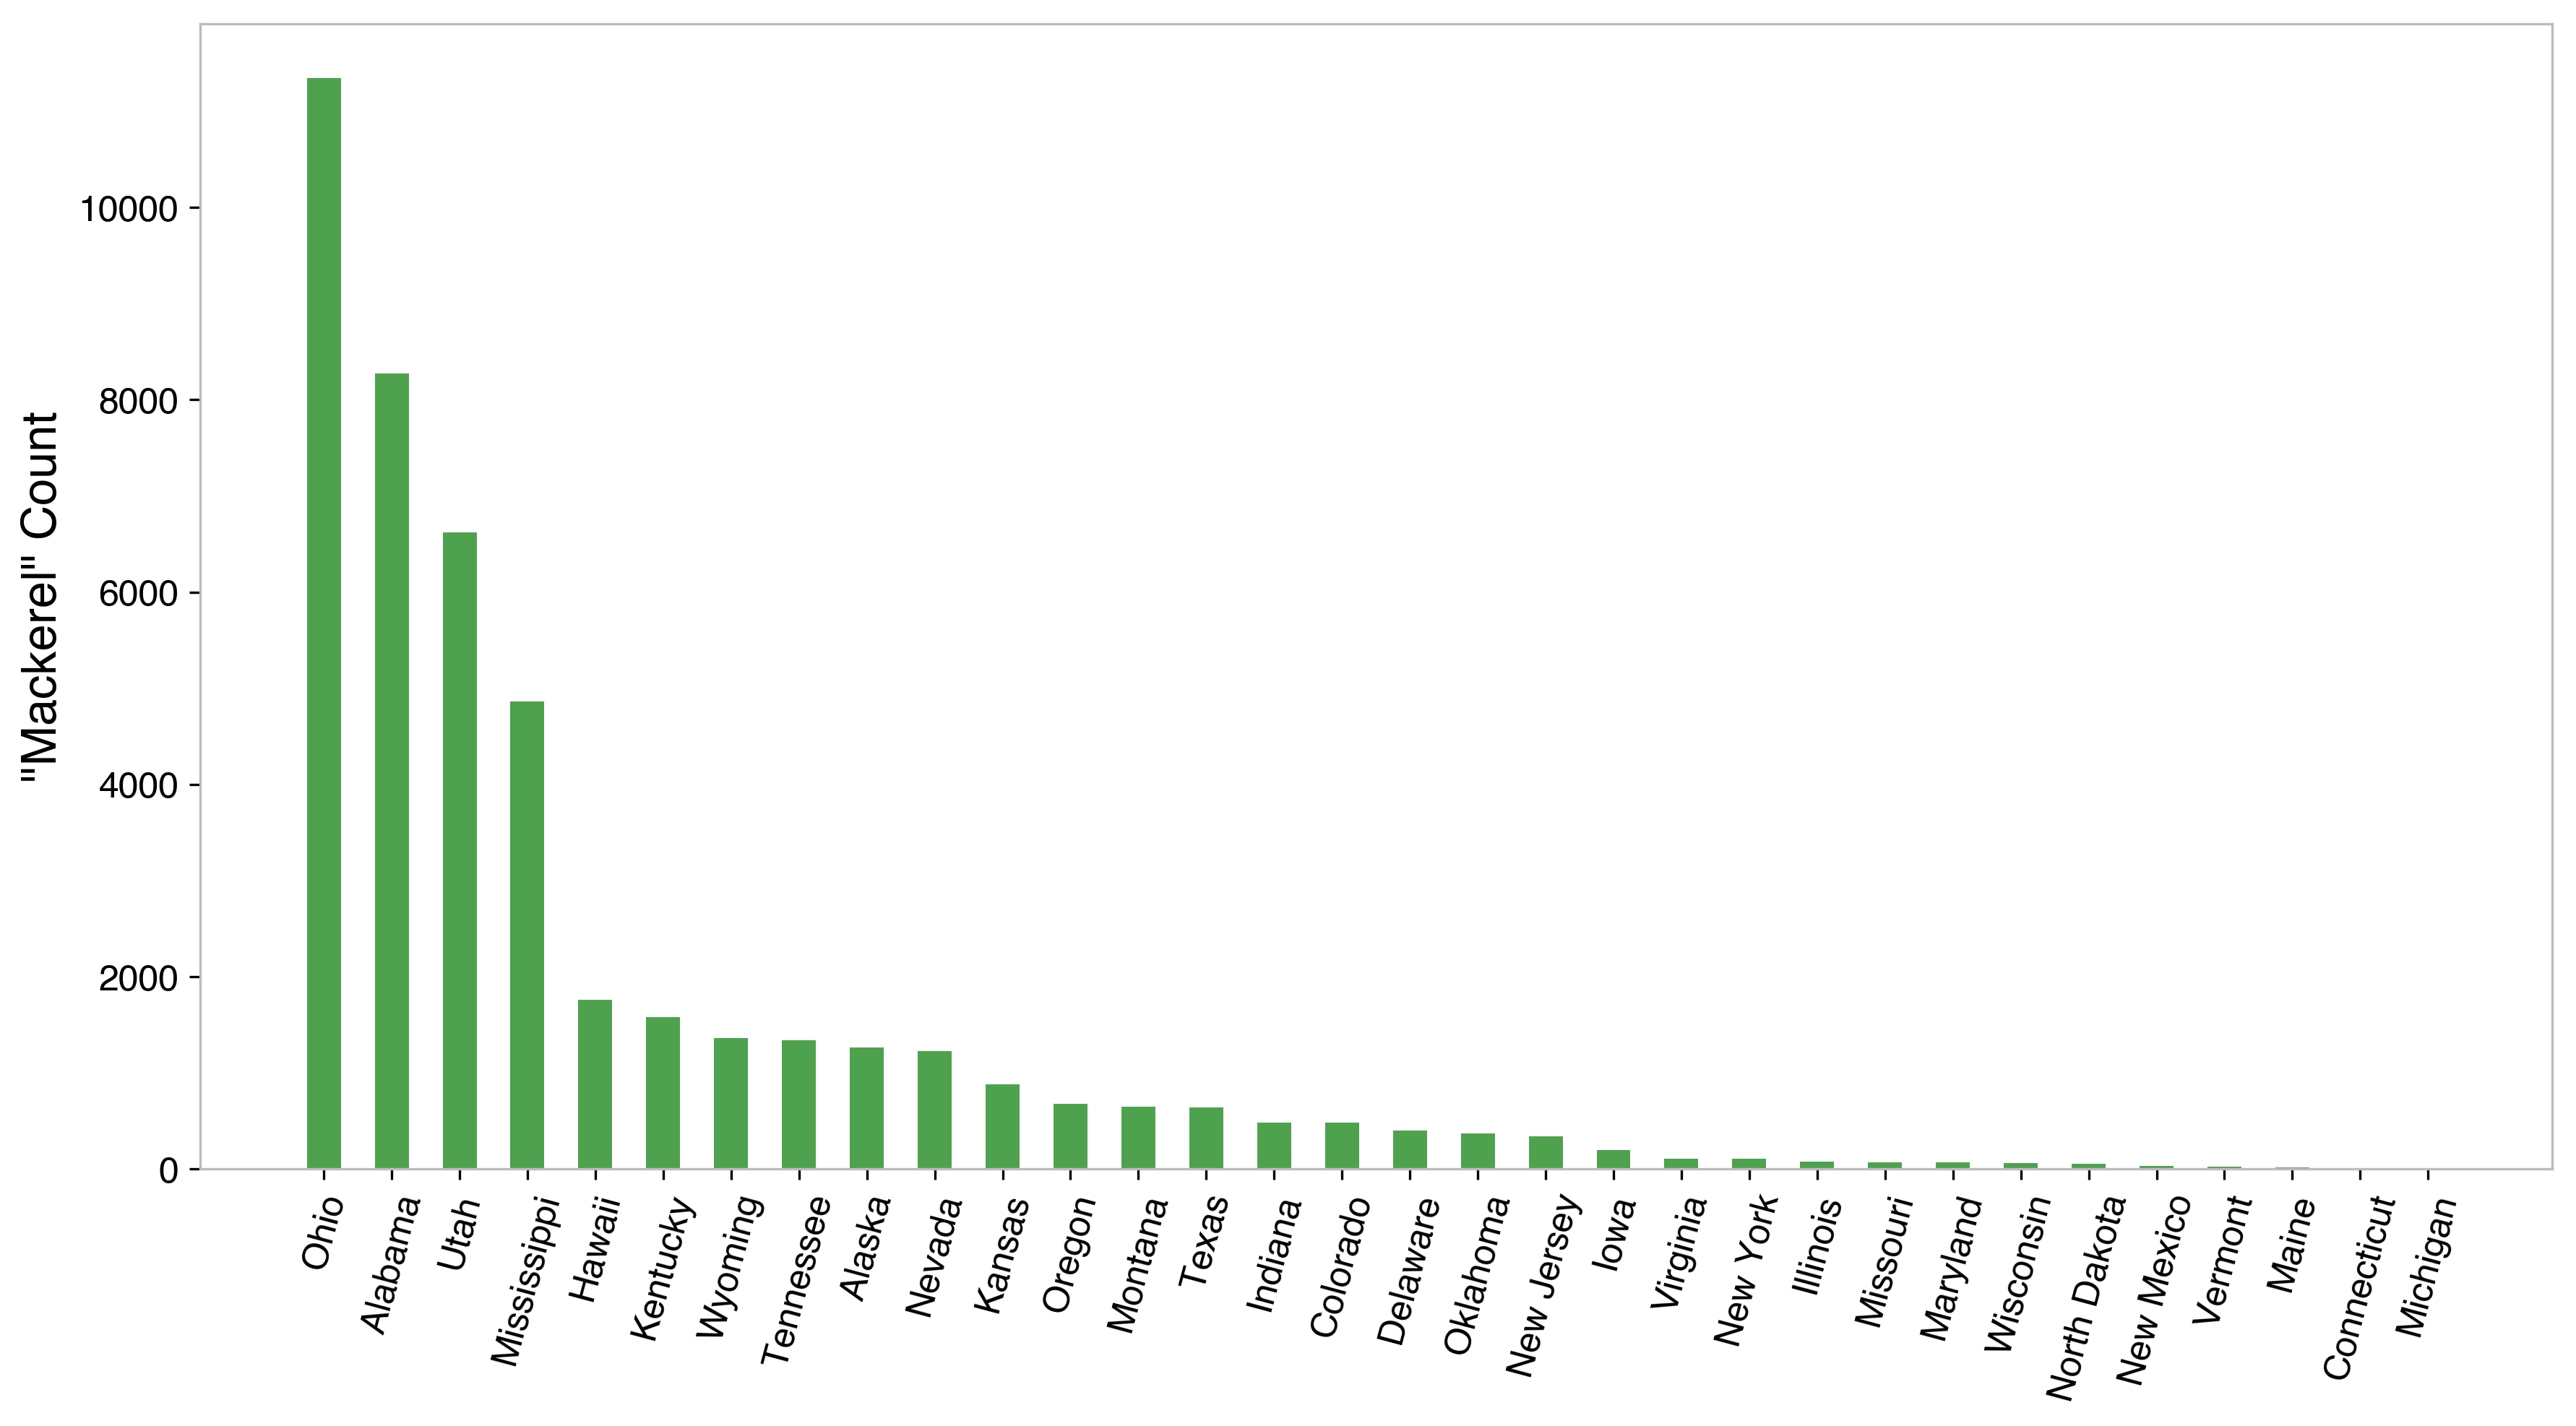 "Mackerel" Count
10000
8000
6000
4000
2000
0
Ohio
Alabama
Utah
Mississippi
Hawaii
Kentucky
Wyoming
Tennessee
Alaska
Nevada
Kansas
Oregon
Montana
Texas
Indiana
Colorado
Delaware
Oklahoma
New Jersey
Iowa
Virginia
New York
Illinois
Missouri
Maryland
Wisconsin
North Dakota
New Mexico
Vermont
Maine
Connecticut
Michigan